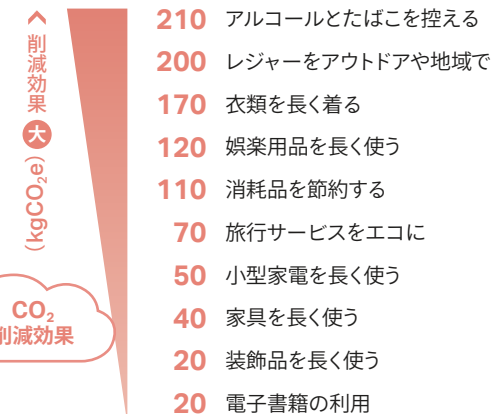 削減効果 大 (kgCO₂e)
210 アルコールとたばこを控える
200 レジャーをアウトドアや地域で
170 衣類を長く着る
120 娯楽用品を長く使う
110 消耗品を節約する
70 旅行サービスをエコに
50 小型家電を長く使う
40 家具を長く使う
20 装飾品を長く使う
20 電子書籍の利用
CO₂
削減効果